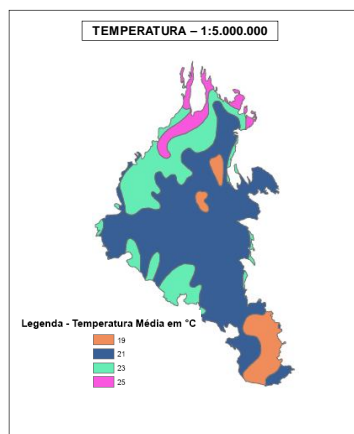 TEMPERATURA – 1:5.000.000
Legenda - Temperatura Média em °C
19
21
23
25